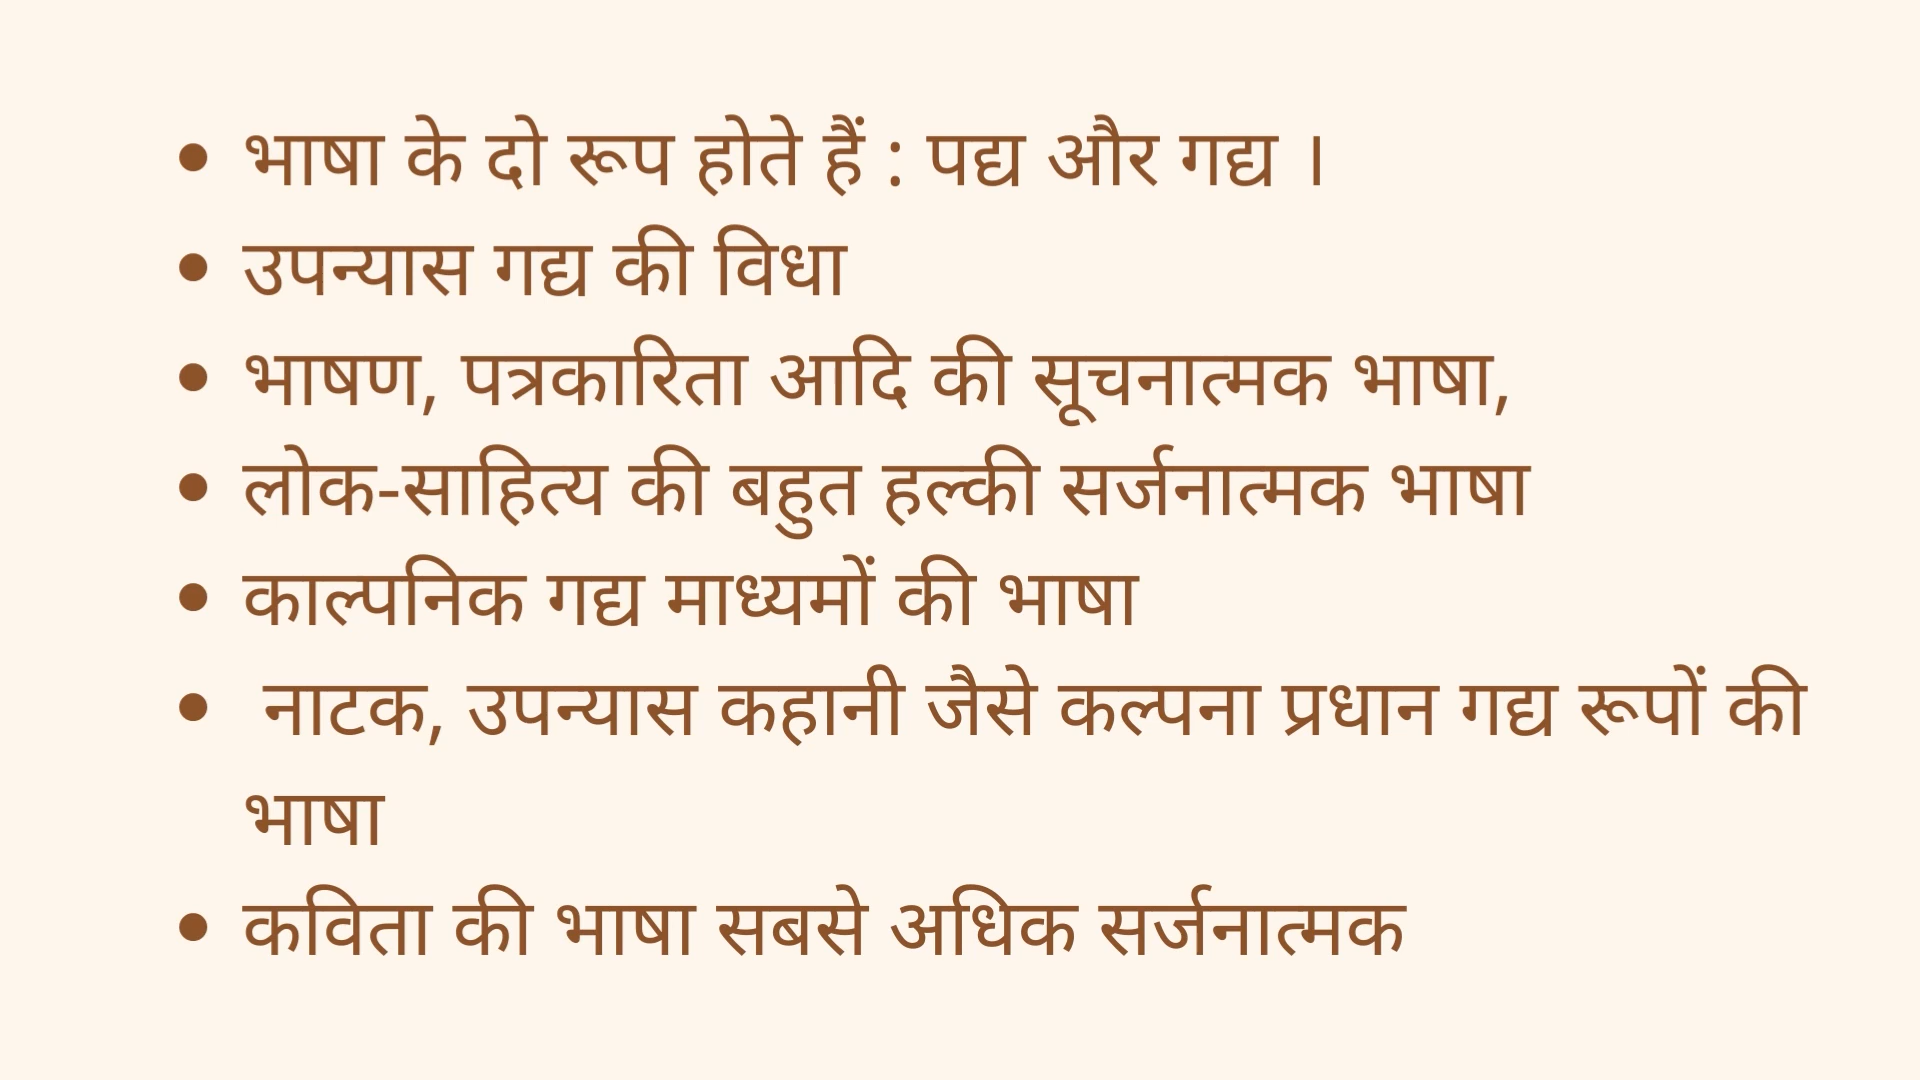 • भाषा के दो रूप होते हैं : पद्य और गद्य ।
• उपन्यास गद्य की विधा
• भाषण, पत्रकारिता आदि की सूचनात्मक भाषा,
• लोक-साहित्य की बहुत हल्की सर्जनात्मक भाषा
• काल्पनिक गद्य माध्यमों की भाषा
• नाटक, उपन्यास कहानी जैसे कल्पना प्रधान गद्य रूपों की
भाषा
• कविता की भाषा सबसे अधिक सर्जनात्मक